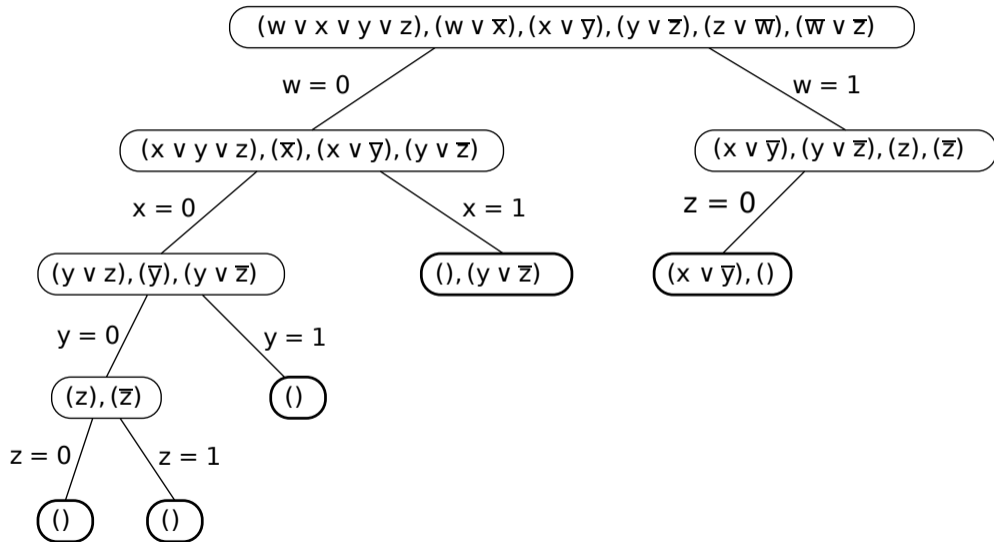 (w ∨ x ∨ y ∨ z),(w ∨ x̅),(x ∨ y̅),(y ∨ z̅),(z ∨ w̅),(w̅ ∨ z̅)
w = 0
w = 1
(x ∨ y ∨ z),(x̅),(x ∨ y̅),(y ∨ z̅)
(x ∨ y̅),(y ∨ z̅),(z),(z̅)
x = 0
x = 1
z = 0
(y ∨ z),(y̅),(y ∨ z̅)
(),(y ∨ z̅)
(x ∨ y̅),()
y = 0
y = 1
(z),(z̅)
()
z = 0
z = 1
()
()